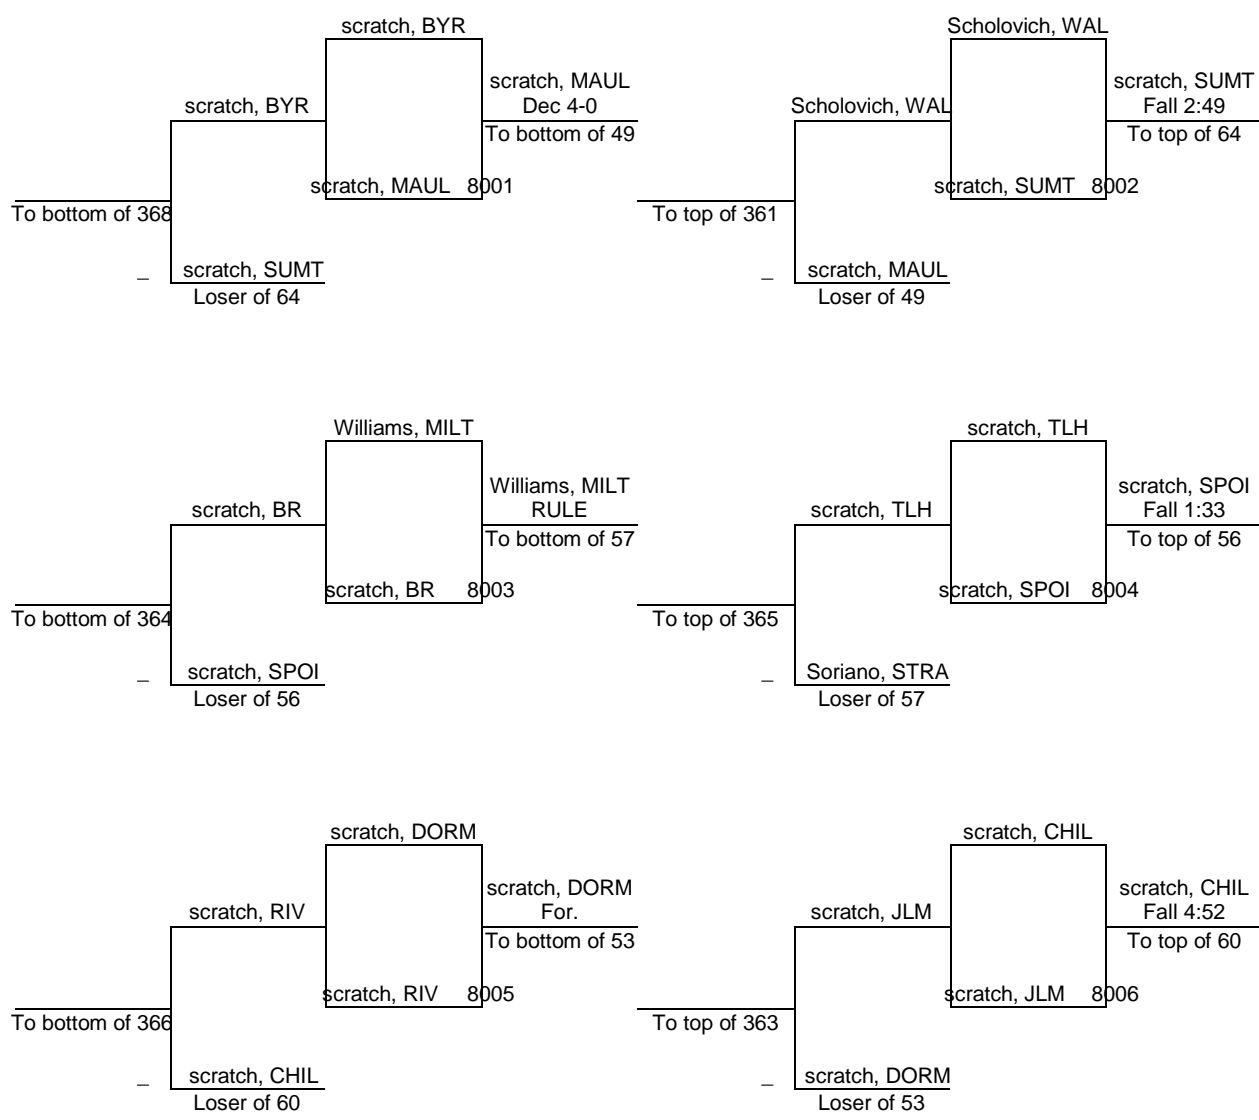 scratch, BYR
scratch, MAUL
Dec 4-0
scratch, BYR
To bottom of 49
scratch, MAUL 8001
To bottom of 368
_ scratch, SUMT
Loser of 64
Scholovich, WAL
scratch, SUMT
Fall 2:49
Scholovich, WAL
To top of 64
scratch, SUMT 8002
To top of 361
_ scratch, MAUL
Loser of 49
Williams, MILT
Williams, MILT
RULE
scratch, BR
To bottom of 57
scratch, BR 8003
To bottom of 364
_ scratch, SPOI
Loser of 56
scratch, TLH
scratch, SPOI
Fall 1:33
scratch, TLH
To top of 56
scratch, SPOI 8004
To top of 365
_ Soriano, STRA
Loser of 57
scratch, DORM
scratch, DORM
For.
scratch, RIV
To bottom of 53
scratch, RIV 8005
To bottom of 366
_ scratch, CHIL
Loser of 60
scratch, CHIL
scratch, CHIL
Fall 4:52
scratch, JLM
To top of 60
scratch, JLM 8006
To top of 363
_ scratch, DORM
Loser of 53